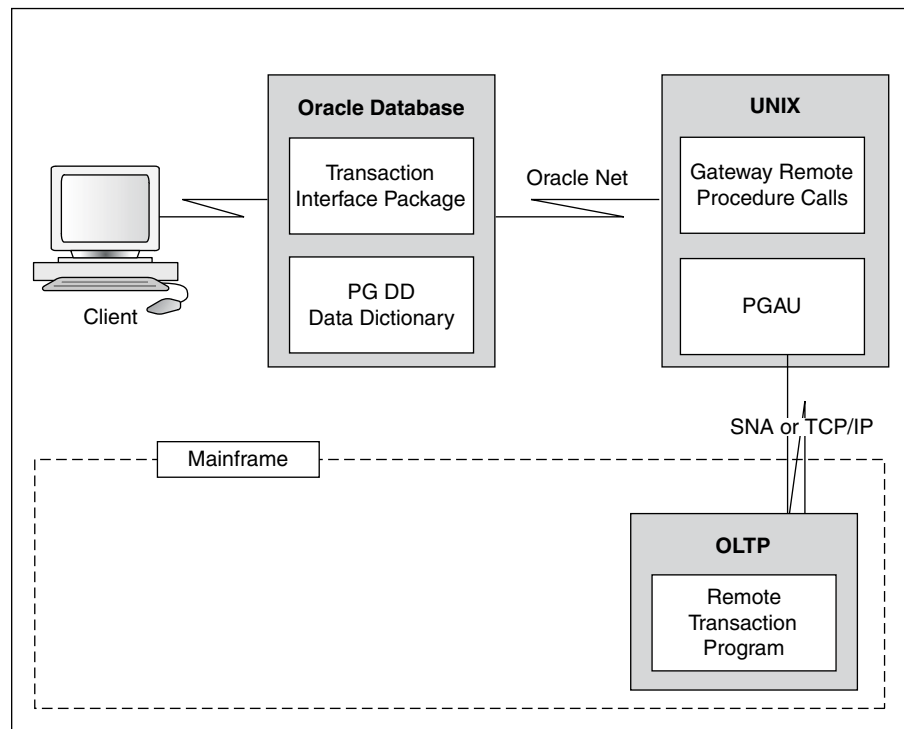 Oracle Database
Transaction
Interface Package
PG DD
Data Dictionary
Client
Oracle Net
UNIX
Gateway Remote
Procedure Calls
PGAU
SNA or TCP/IP
Mainframe
OLTP
Remote
Transaction
Program